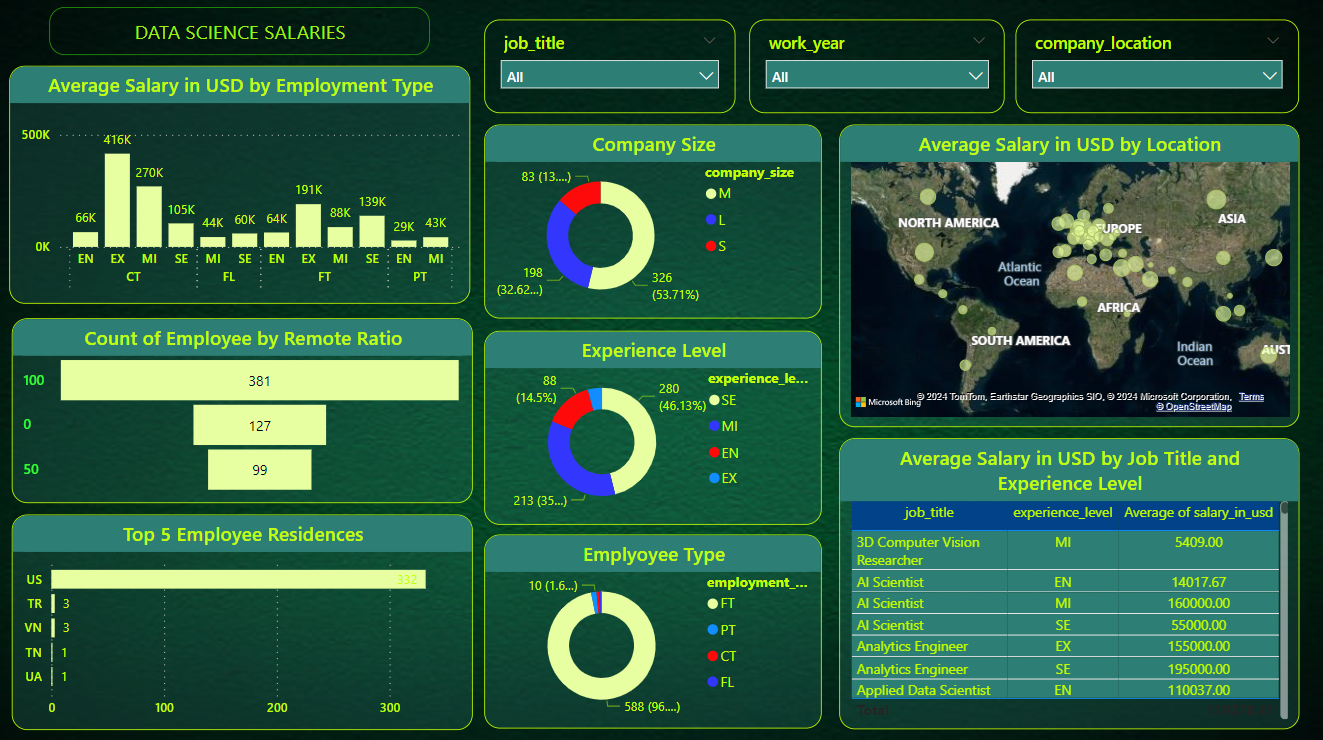 DATA SCIENCE SALARIES
job_title
All
work_year
All
company_location
All
Average Salary in USD by Employment Type
500K
0K
66K
416K
270K
105K
44K
60K
64K
191K
88K
139K
29K
43K
EN EX MI SE MI SE EN EX MI SE EN MI
CT FL FT PT
Count of Employee by Remote Ratio
100
381
0
127
50
99
Top 5 Employee Residences
US 332
TR 3
VN 3
TN 1
UA 1
0 100 200 300
Company Size
83 (13....)
198
(32.62...)
326
(53.71%)
company_size
M
L
S
Experience Level
88
(14.5%)
280
(46.13%)
213 (35...)
experience_le...
SE
MI
EN
EX
Emplyoyee Type
10 (1.6...)
588 (96....)
employment_...
FT
PT
CT
FL
Average Salary in USD by Location
NORTH AMERICA
EUROPE
ASIA
Atlantic
Ocean
AFRICA
SOUTH AMERICA
Indian
Ocean
AUST
Microsoft Bing
© 2024 TomTom, Earthstar Geographics SIO, © 2024 Microsoft Corporation, Terms
© OpenStreetMap
Average Salary in USD by Job Title and
Experience Level
job_title experience_level Average of salary_in_usd
3D Computer Vision
Researcher MI 5409.00
AI Scientist EN 14017.67
AI Scientist MI 160000.00
AI Scientist SE 55000.00
Analytics Engineer EX 155000.00
Analytics Engineer SE 195000.00
Applied Data Scientist EN 110037.00
Total